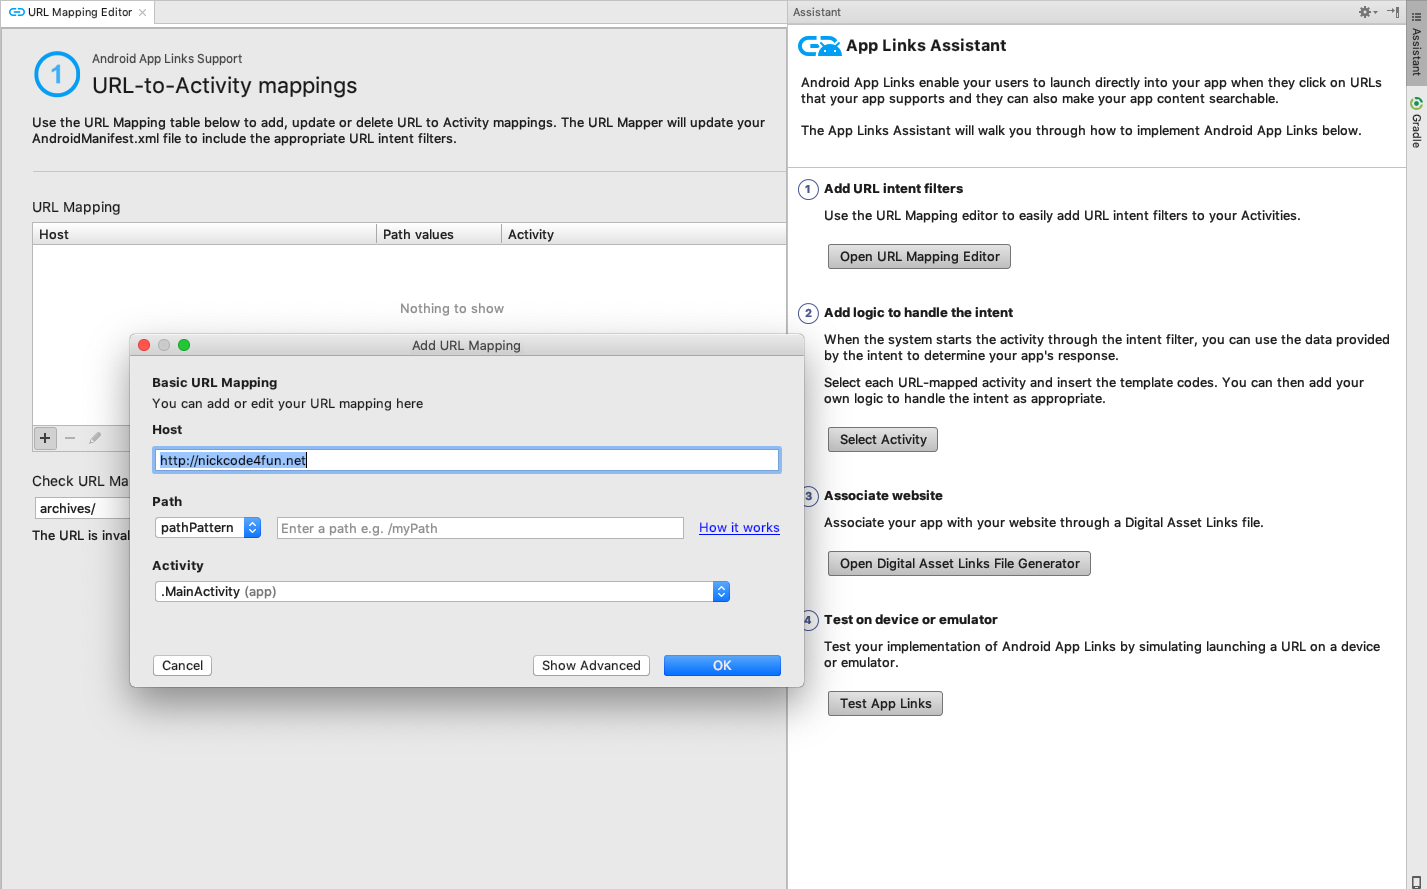 URL Mapping Editor
Android App Links Support
1 URL-to-Activity mappings
Use the URL Mapping table below to add, update or delete URL to Activity mappings. The URL Mapper will update your
AndroidManifest.xml file to include the appropriate URL intent filters.
URL Mapping
Host Path values Activity
Nothing to show
Check URL Ma
archives/
The URL is inval
Add URL Mapping
Basic URL Mapping
You can add or edit your URL mapping here
Host
http://nickcode4fun.net
Path
pathPattern Enter a path e.g. /myPath How it works
Activity
.MainActivity (app)
Cancel Show Advanced OK
Assistant
App Links Assistant
Android App Links enable your users to launch directly into your app when they click on URLs
that your app supports and they can also make your app content searchable.
The App Links Assistant will walk you through how to implement Android App Links below.
1 Add URL intent filters
Use the URL Mapping editor to easily add URL intent filters to your Activities.
Open URL Mapping Editor
2 Add logic to handle the intent
When the system starts the activity through the intent filter, you can use the data provided
by the intent to determine your app's response.
Select each URL-mapped activity and insert the template codes. You can then add your
own logic to handle the intent as appropriate.
Select Activity
3 Associate website
Associate your app with your website through a Digital Asset Links file.
Open Digital Asset Links File Generator
4 Test on device or emulator
Test your implementation of Android App Links by simulating launching a URL on a device
or emulator.
Test App Links
Assistant
Gradle